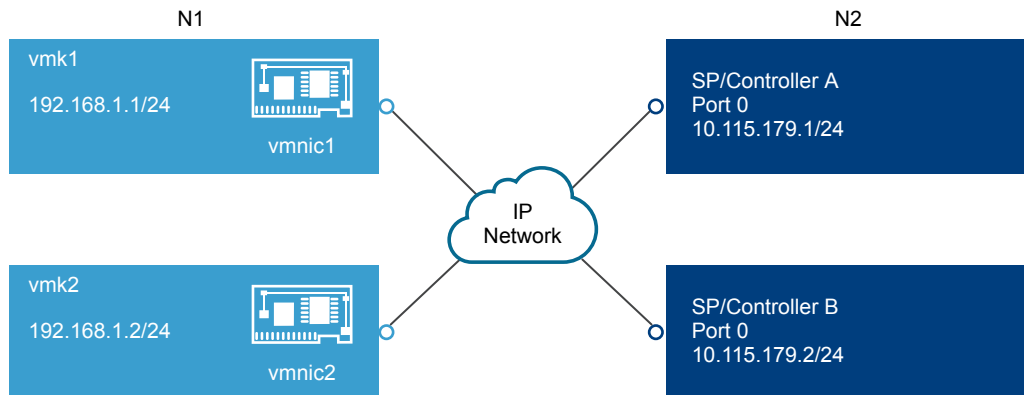 N1
N2
vmk1
192.168.1.1/24
vmnic1
SP/Controller A
Port 0
10.115.179.1/24
IP
Network
vmk2
192.168.1.2/24
vmnic2
SP/Controller B
Port 0
10.115.179.2/24